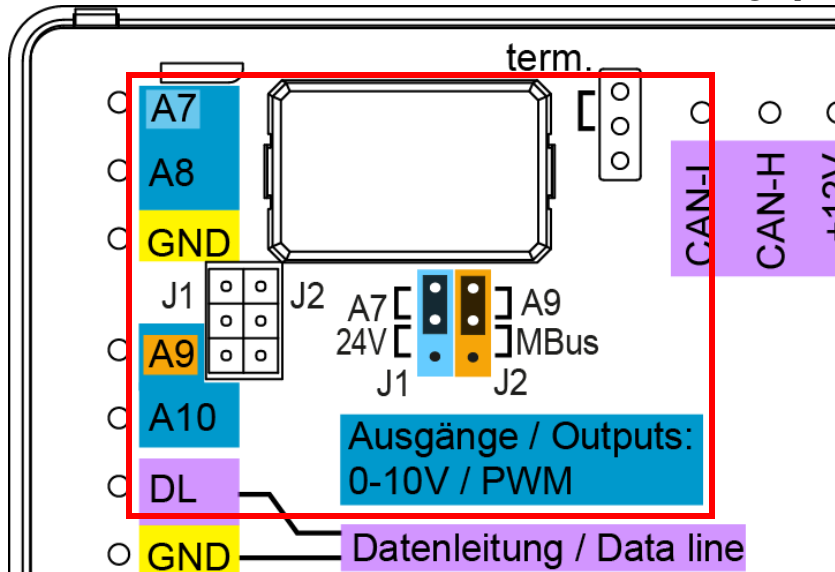 term.
A7
A8
GND
J1
J2
A9
A10
DL
GND
A7
A9
24V
MBus
J1
J2
CAN-L
CAN-H
+12V
Ausgänge / Outputs:
0-10V / PWM
Datenleitung / Data line